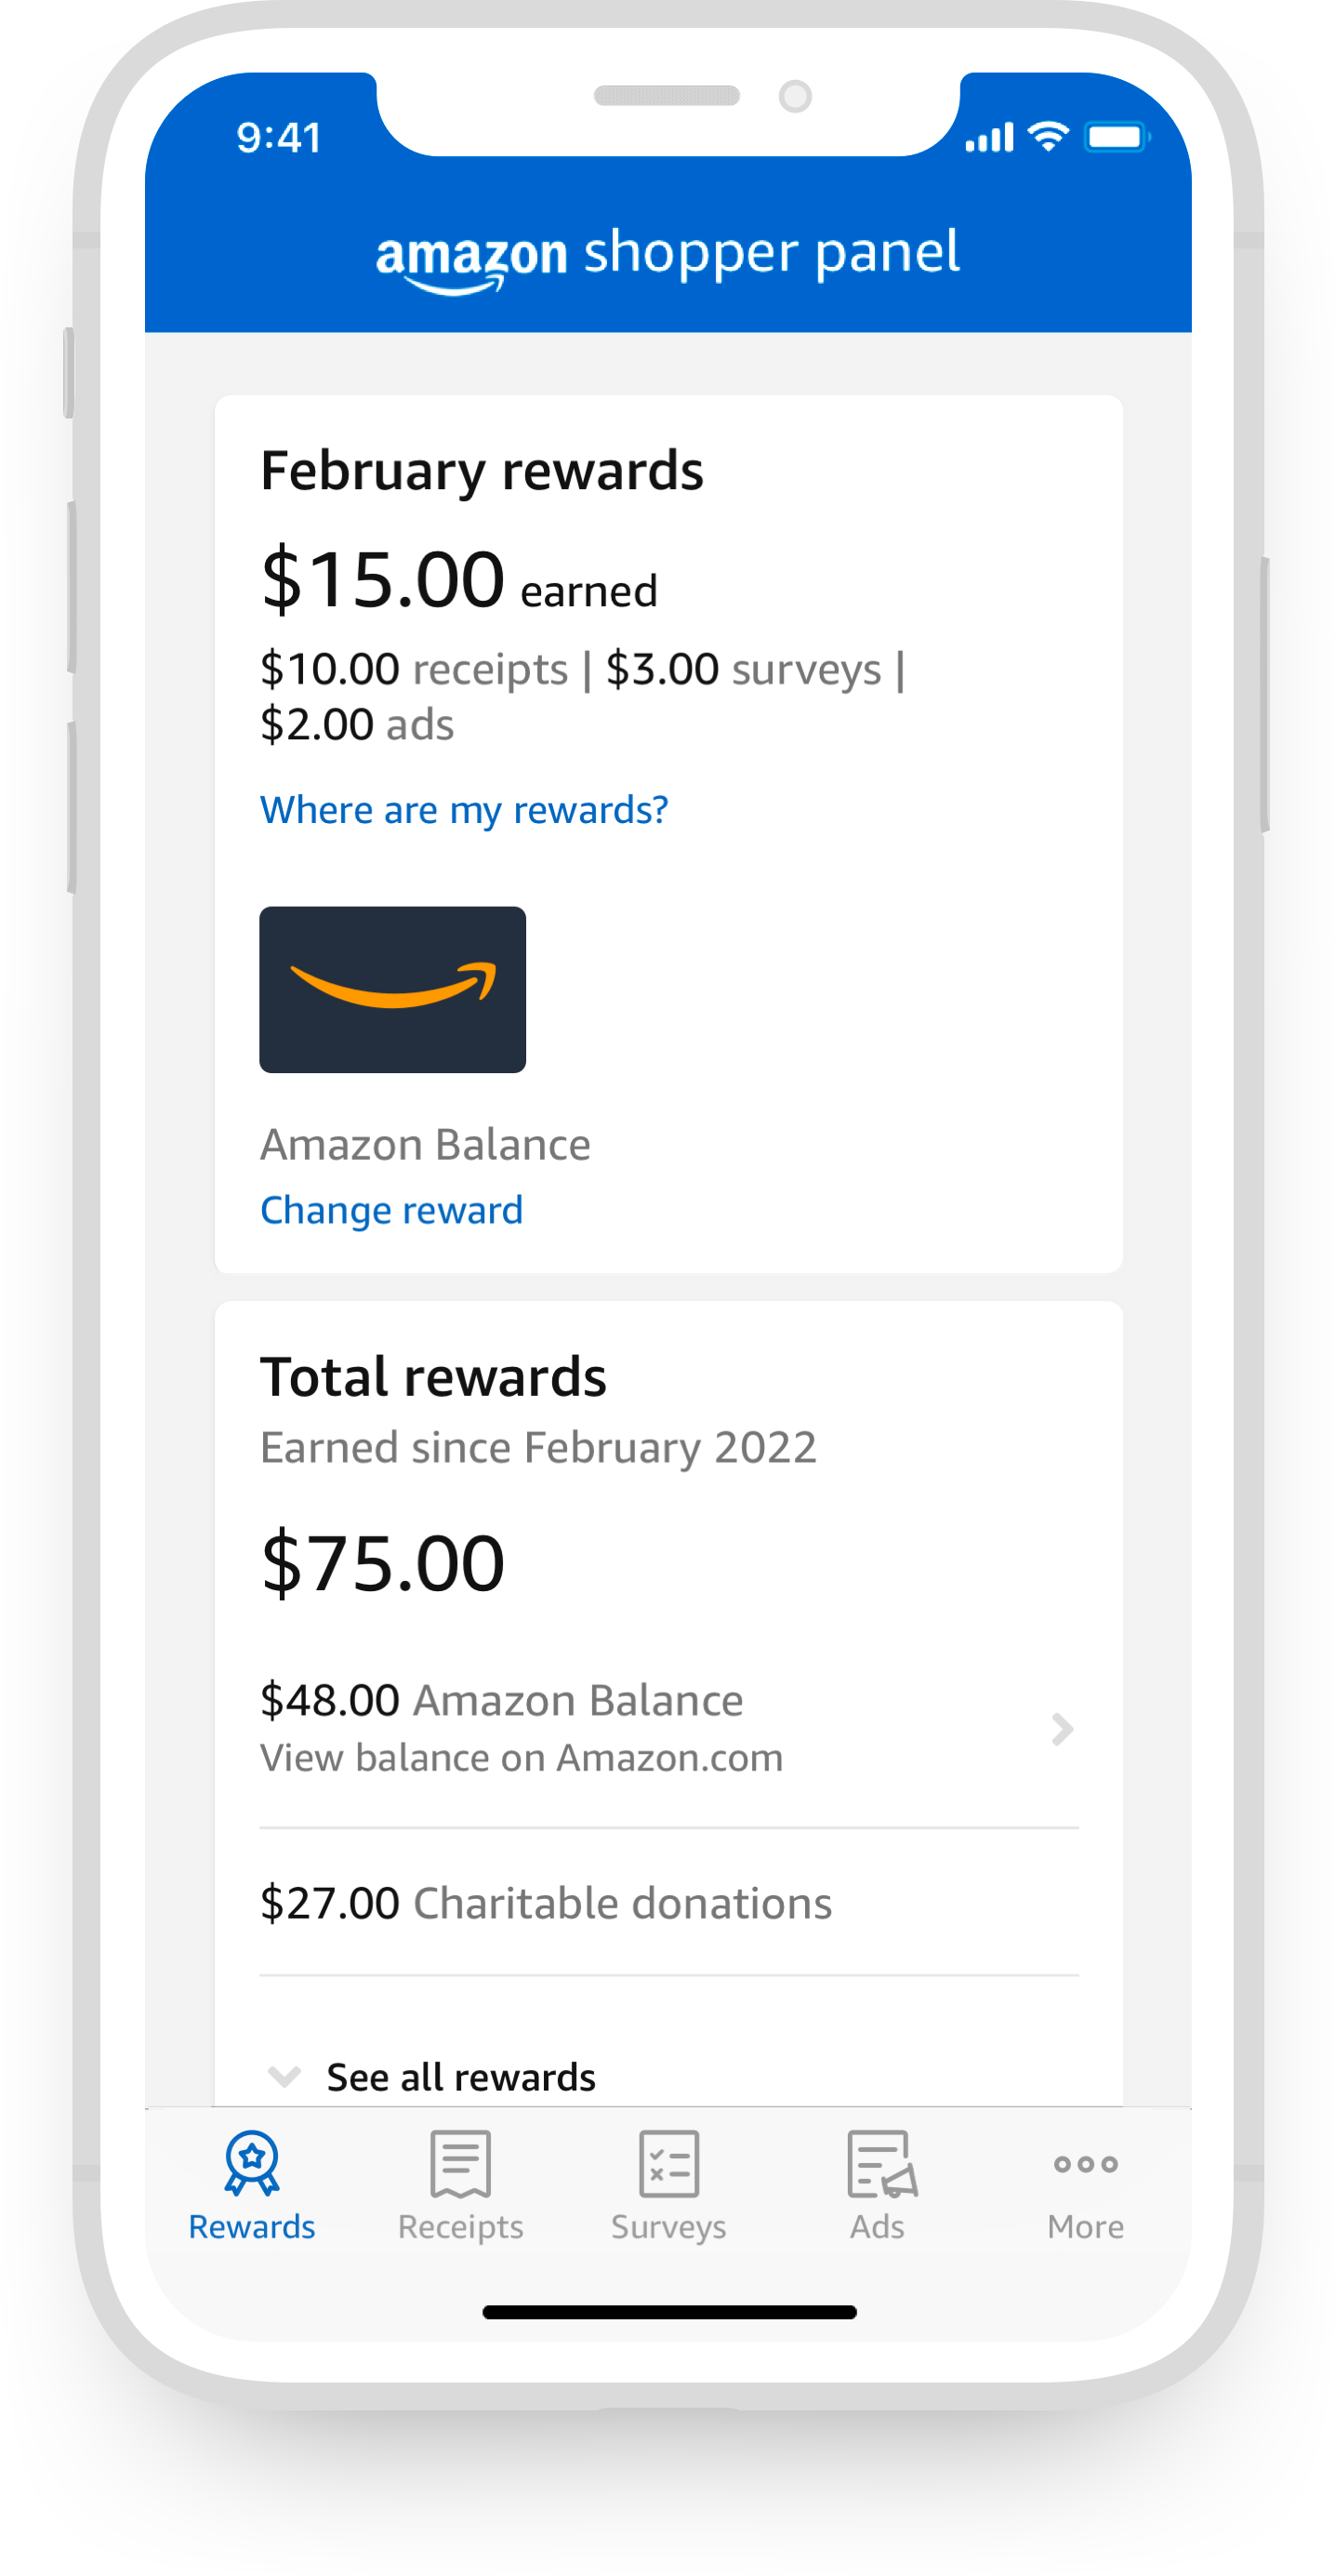 9:41
amazon shopper panel
February rewards
$15.00 earned
$10.00 receipts | $3.00 surveys |
$2.00 ads
Where are my rewards?
Amazon Balance
Change reward
Total rewards
Earned since February 2022
$75.00
$48.00 Amazon Balance
View balance on Amazon.com
$27.00 Charitable donations
See all rewards
Rewards Receipts Surveys Ads More